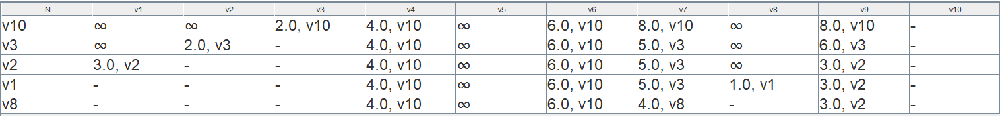 N v1 v2 v3 v4 v5 v6 v7 v8 v9 v10
v10 ∞ ∞ 2.0, v10 4.0, v10 ∞ 6.0, v10 8.0, v10 ∞ 8.0, v10 -
v3 ∞ 2.0, v3 - 4.0, v10 ∞ 6.0, v10 5.0, v3 ∞ 6.0, v3 -
v2 3.0, v2 - - 4.0, v10 ∞ 6.0, v10 5.0, v3 ∞ 3.0, v2 -
v1 - - - 4.0, v10 ∞ 6.0, v10 5.0, v3 1.0, v1 3.0, v2 -
v8 - - - 4.0, v10 ∞ 6.0, v10 4.0, v8 - 3.0, v2 -